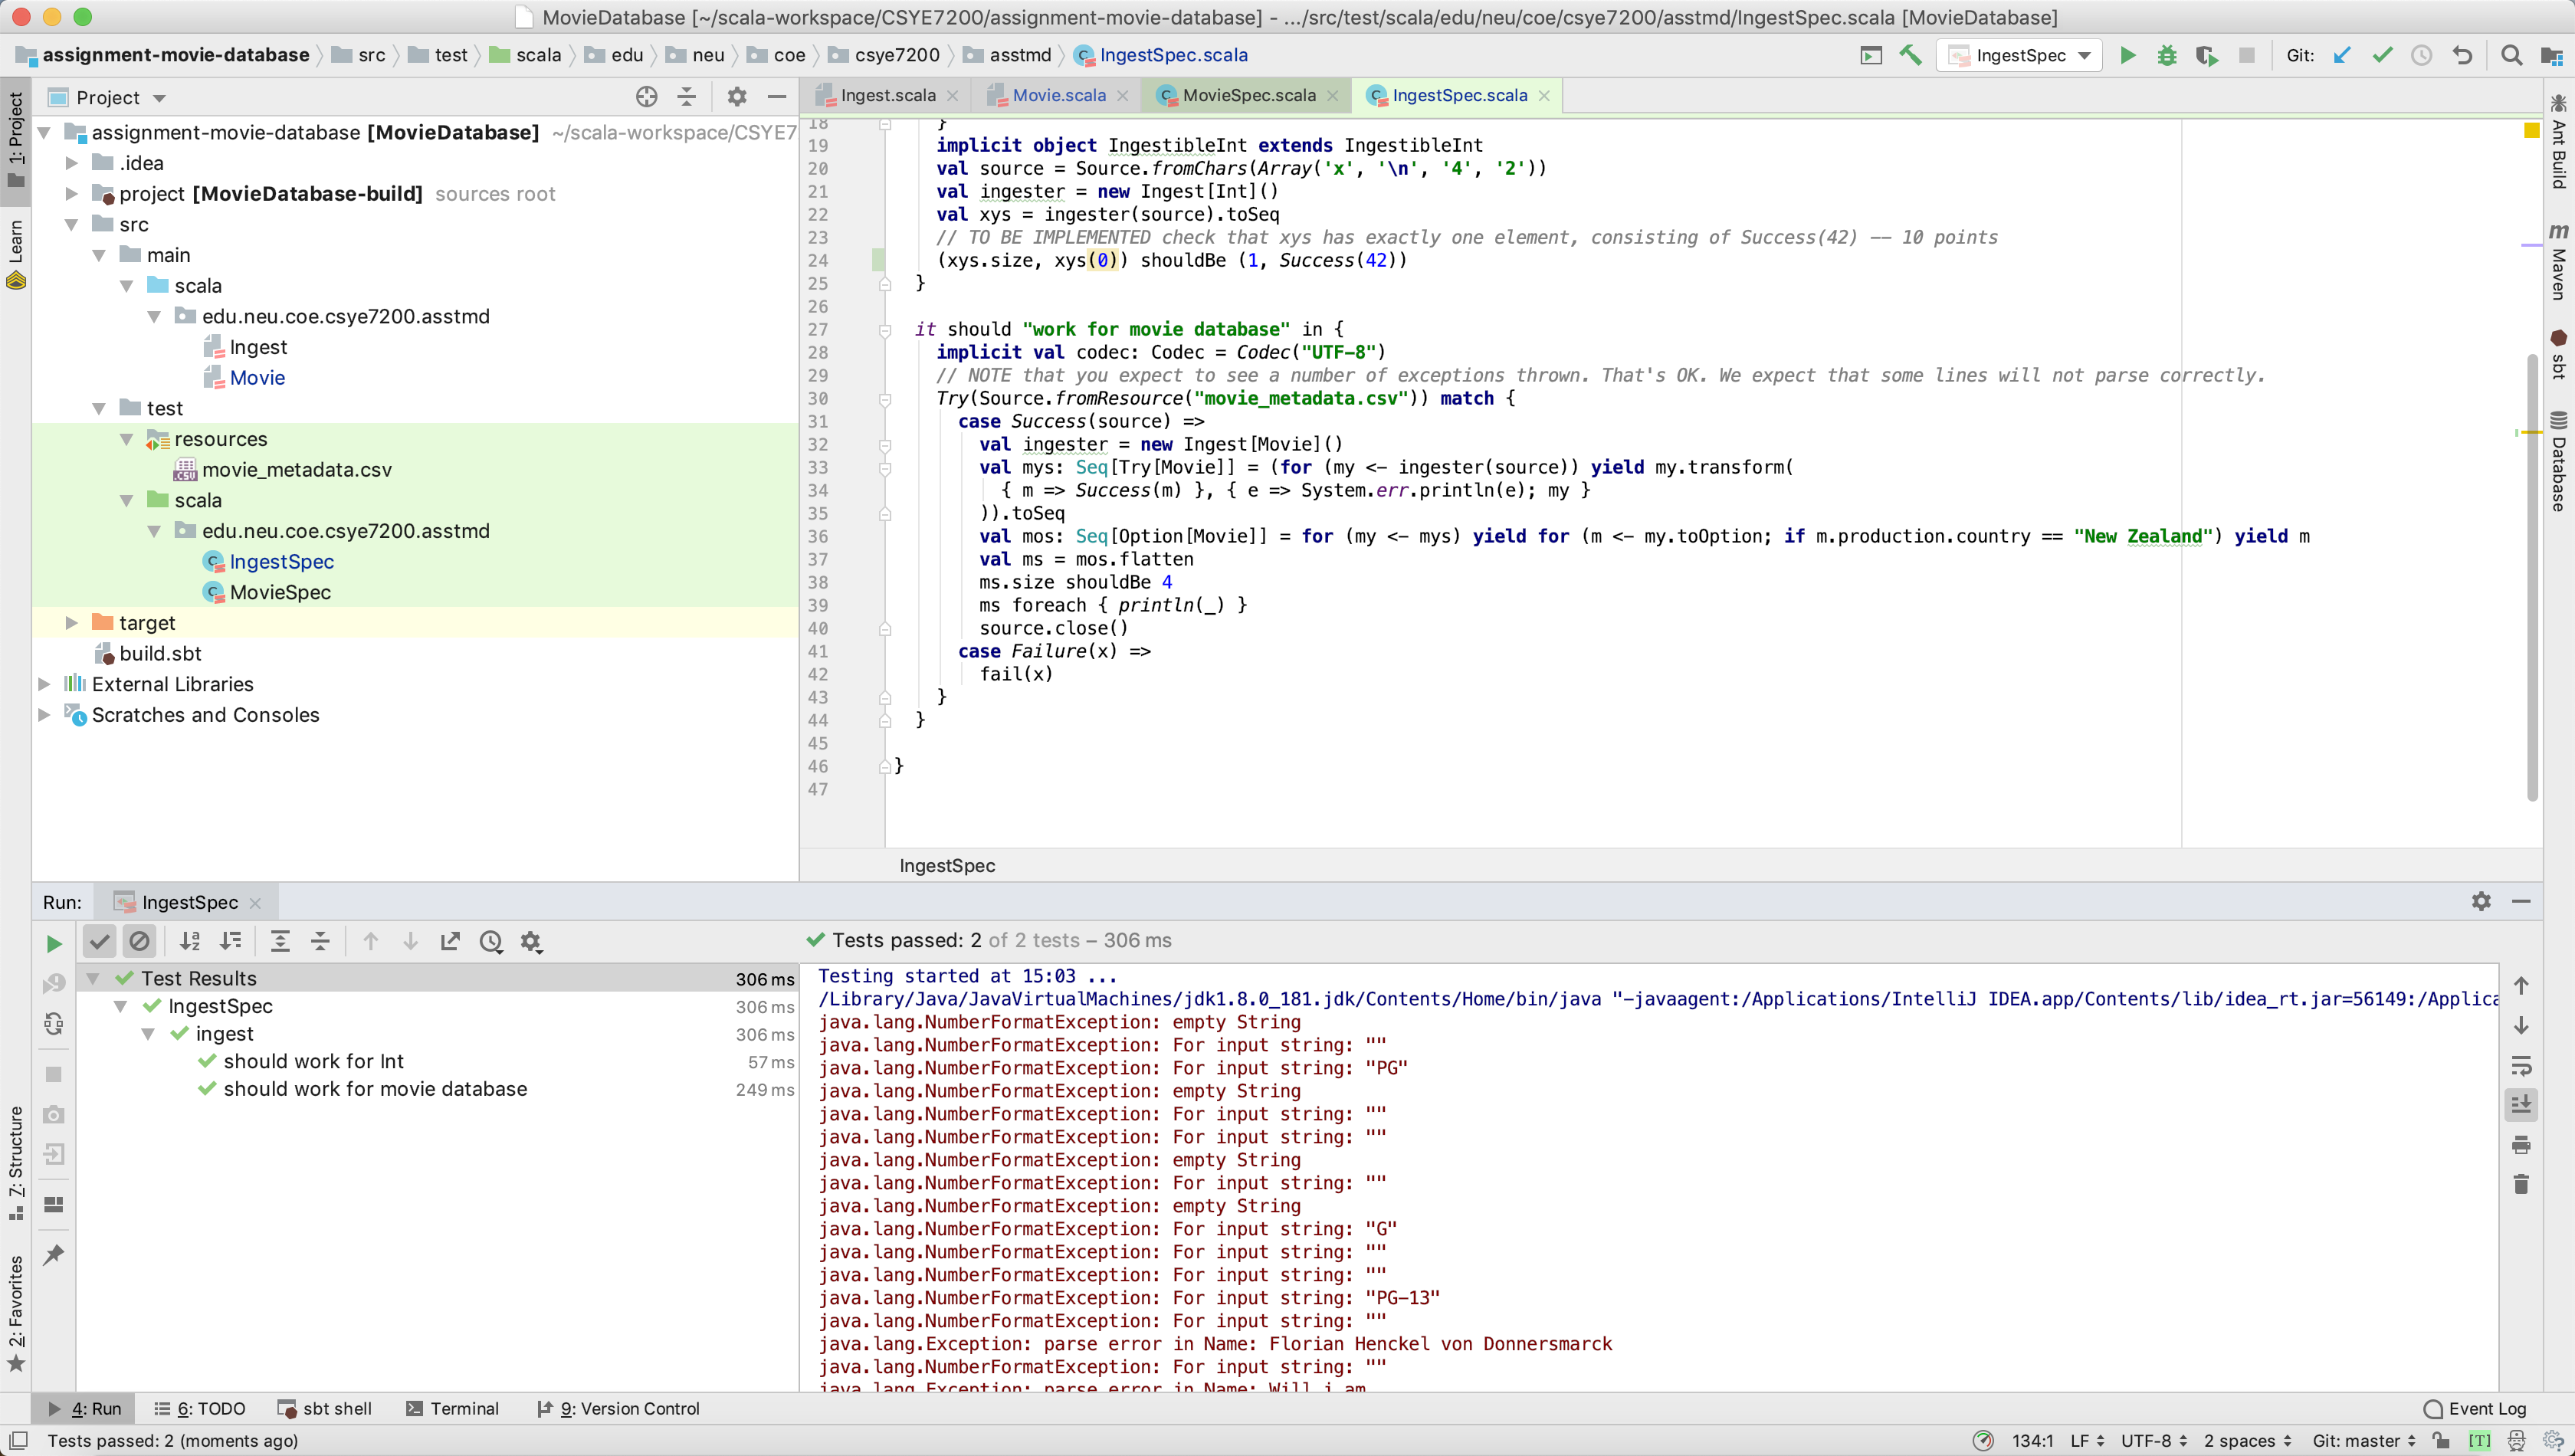 MovieDatabase [~/scala-workspace/CSYE7200/assignment-movie-database] - .../src/test/scala/edu/neu/coe/csye7200/asstmd/IngestSpec.scala [MovieDatabase]
assignment-movie-database src test scala edu neu coe csye7200 asstmd IngestSpec.scala IngestSpec Git:
1: Project
Learn
Z: Structure
2: Favorites
Project
assignment-movie-database [MovieDatabase] ~/scala-workspace/CSYE7
.idea
project [MovieDatabase-build] sources root
src
main
scala
edu.neu.coe.csye7200.asstmd
Ingest
Movie
test
resources
movie_metadata.csv
scala
edu.neu.coe.csye7200.asstmd
IngestSpec
MovieSpec
target
build.sbt
External Libraries
Scratches and Consoles
Ingest.scala Movie.scala MovieSpec.scala IngestSpec.scala
18 }
19 implicit object IngestibleInt extends IngestibleInt
20 val source = Source.fromChars(Array('x', '\n', '4', '2'))
21 val ingester = new Ingest[Int]()
22 val xys = ingester(source).toSeq
23 // TO BE IMPLEMENTED check that xys has exactly one element, consisting of Success(42) -- 10 points
24 (xys.size, xys(0)) shouldBe (1, Success(42))
25 }
26
27 it should "work for movie database" in {
28 implicit val codec: Codec = Codec("UTF-8")
29 // NOTE that you expect to see a number of exceptions thrown. That's OK. We expect that some lines will not parse correctly.
30 Try(Source.fromResource("movie_metadata.csv")) match {
31 case Success(source) =>
32 val ingester = new Ingest[Movie]()
33 val mys: Seq[Try[Movie]] = (for (my <- ingester(source)) yield my.transform(
34 { m => Success(m) }, { e => System.err.println(e); my }
35 )).toSeq
36 val mos: Seq[Option[Movie]] = for (my <- mys) yield for (m <- my.toOption; if m.production.country == "New Zealand") yield m
37 val ms = mos.flatten
38 ms.size shouldBe 4
39 ms foreach { println(_) }
40 source.close()
41 case Failure(x) =>
42 fail(x)
43 }
44 }
45
46 }
47
IngestSpec
Ant Build
Maven
sbt
Database
Run: IngestSpec
Tests passed: 2 of 2 tests – 306 ms
Test Results 306 ms
IngestSpec 306 ms
ingest 306 ms
should work for Int 57 ms
should work for movie database 249 ms
Testing started at 15:03 ...
/Library/Java/JavaVirtualMachines/jdk1.8.0_181.jdk/Contents/Home/bin/java "-javaagent:/Applications/IntelliJ IDEA.app/Contents/lib/idea_rt.jar=56149:/Applica
java.lang.NumberFormatException: empty String
java.lang.NumberFormatException: For input string: ""
java.lang.NumberFormatException: For input string: "PG"
java.lang.NumberFormatException: empty String
java.lang.NumberFormatException: For input string: ""
java.lang.NumberFormatException: For input string: ""
java.lang.NumberFormatException: empty String
java.lang.NumberFormatException: For input string: ""
java.lang.NumberFormatException: empty String
java.lang.NumberFormatException: For input string: "G"
java.lang.NumberFormatException: For input string: ""
java.lang.NumberFormatException: For input string: ""
java.lang.NumberFormatException: For input string: "PG-13"
java.lang.NumberFormatException: For input string: ""
java.lang.Exception: parse error in Name: Florian Henckel von Donnersmarck
java.lang.NumberFormatException: For input string: ""
java.lang.Exception: parse error in Name: Will.i.am
4: Run 6: TODO sbt shell Terminal 9: Version Control Event Log
Tests passed: 2 (moments ago) 134:1 LF UTF-8 2 spaces Git: master [T]